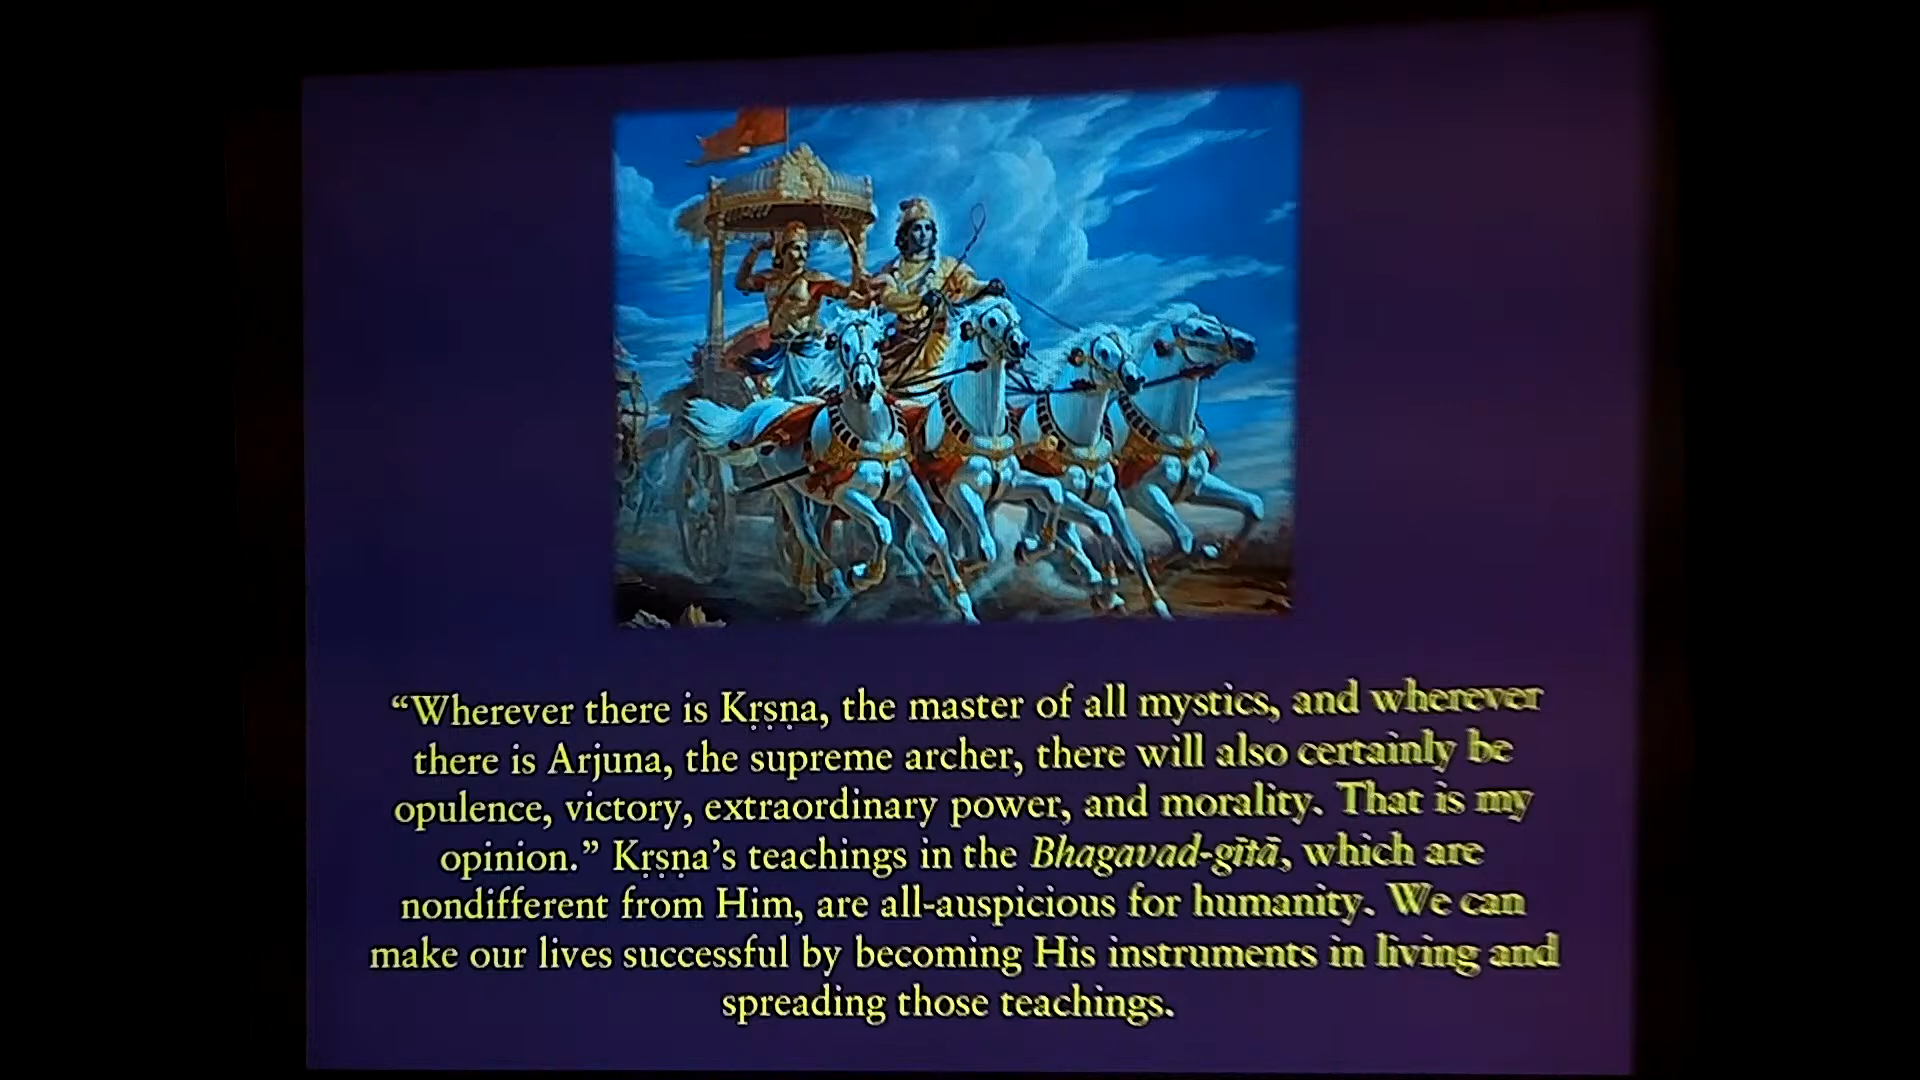 “Wherever there is Kṛṣṇa, the master of all mystics, and wherever
there is Arjuna, the supreme archer, there will also certainly be
opulence, victory, extraordinary power, and morality. That is my
opinion.” Kṛṣṇa’s teachings in the Bhagavad-gītā, which are
nondifferent from Him, are all-auspicious for humanity. We can
make our lives successful by becoming His instruments in living and
spreading those teachings.